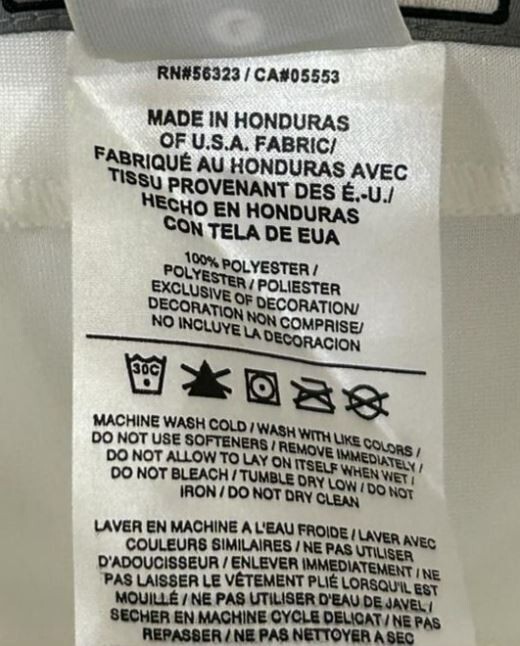 RN#56323 / CA#05553
MADE IN HONDURAS
OF U.S.A. FABRIC/
FABRIQUÉ AU HONDURAS AVEC
TISSU PROVENANT DES É.-U./
HECHO EN HONDURAS
CON TELA DE EUA
100% POLYESTER /
POLYESTER / POLIESTER
EXCLUSIVE OF DECORATION/
DECORATION NON COMPRISE/
NO INCLUYE LA DECORACION
30C
MACHINE WASH COLD / WASH WITH LIKE COLORS /
DO NOT USE SOFTENERS / REMOVE IMMEDIATELY /
DO NOT ALLOW TO LAY ON ITSELF WHEN WET /
DO NOT BLEACH / TUMBLE DRY LOW / DO NOT
IRON / DO NOT DRY CLEAN
LAVER EN MACHINE A L'EAU FROIDE / LAVER AVEC
COULEURS SIMILAIRES / NE PAS UTILISER
D'ADOUCISSEUR / ENLEVER IMMEDIATEMENT / NE
PAS LAISSER LE VÊTEMENT PLIÉ LORSQU'IL EST
MOUILLÉ / NE PAS UTILISER D'EAU DE JAVEL /
SECHER EN MACHINE CYCLE DELICAT / NE PAS
REPASSER / NE PAS NETTOYER A SEC